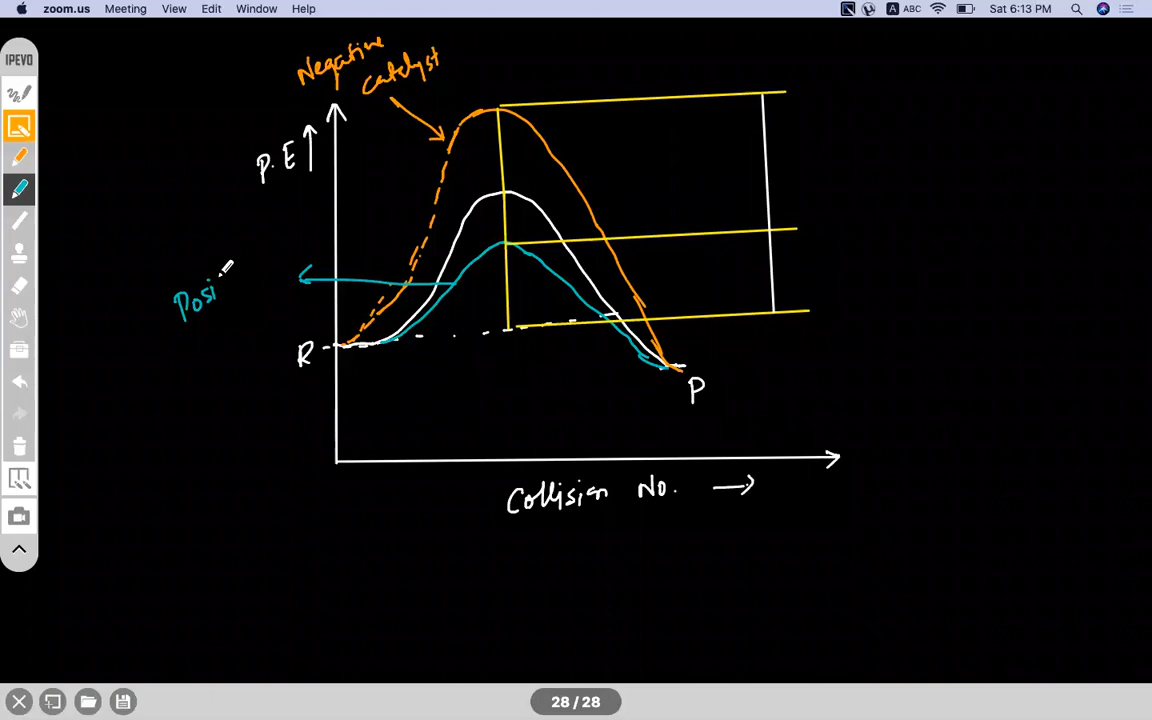 zoom.us Meeting View Edit Window Help ABC Sat 6:13 PM
IPEVO
Negative
catalyst
P.E
Posi
R
P
Collision No.
28 / 28